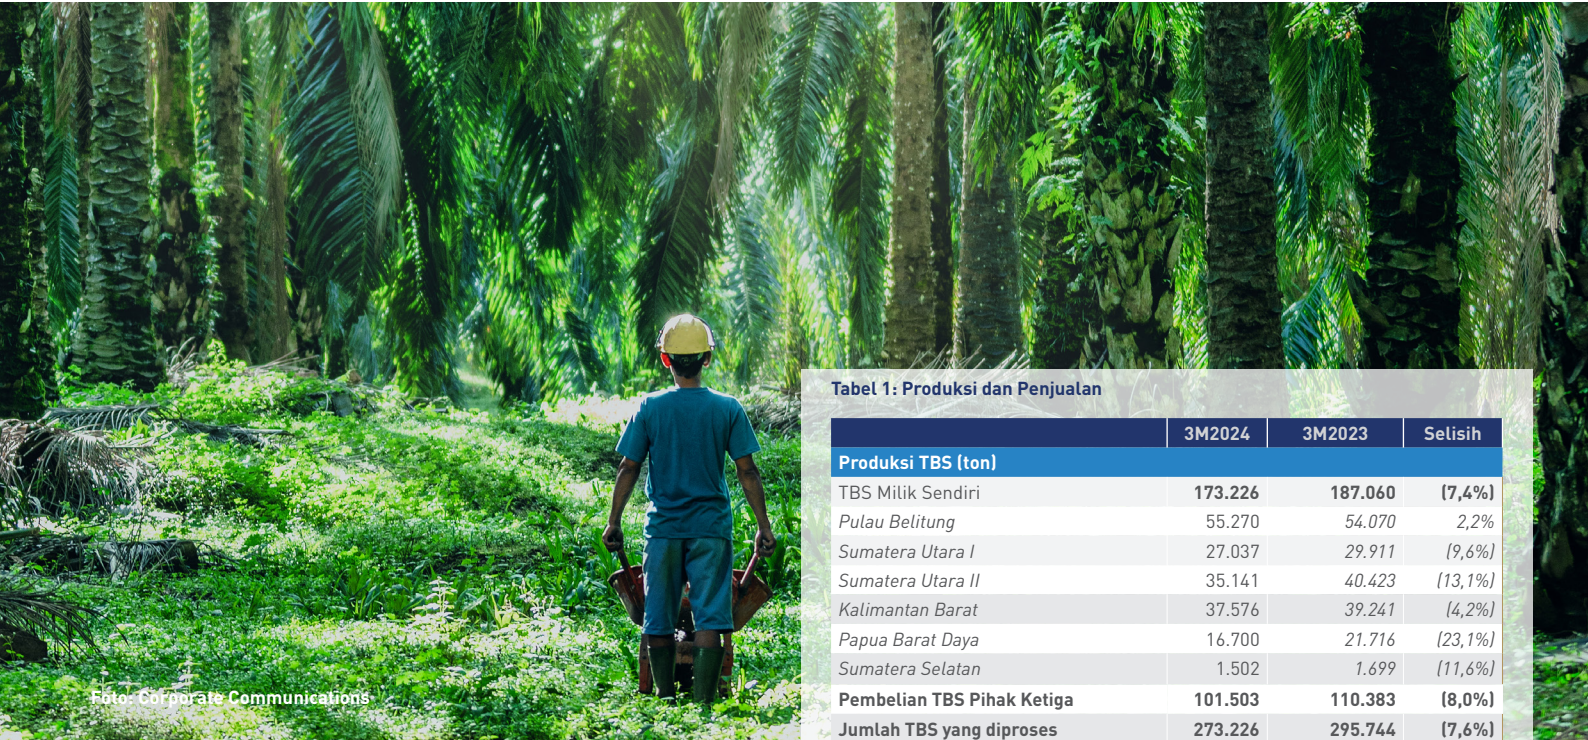 Tabel 1: Produksi dan Penjualan
3M2024 3M2023 Selisih
Produksi TBS (ton)
TBS Milik Sendiri 173.226 187.060 (7,4%)
Pulau Belitung 55.270 54.070 2,2%
Sumatera Utara I 27.037 29.911 (9,6%)
Sumatera Utara II 35.141 40.423 (13,1%)
Kalimantan Barat 37.576 39.241 (4,2%)
Papua Barat Daya 16.700 21.716 (23,1%)
Sumatera Selatan 1.502 1.699 (11,6%)
Pembelian TBS Pihak Ketiga 101.503 110.383 (8,0%)
Jumlah TBS yang diproses 273.226 295.744 (7,6%)
Foto: Corporate Communications